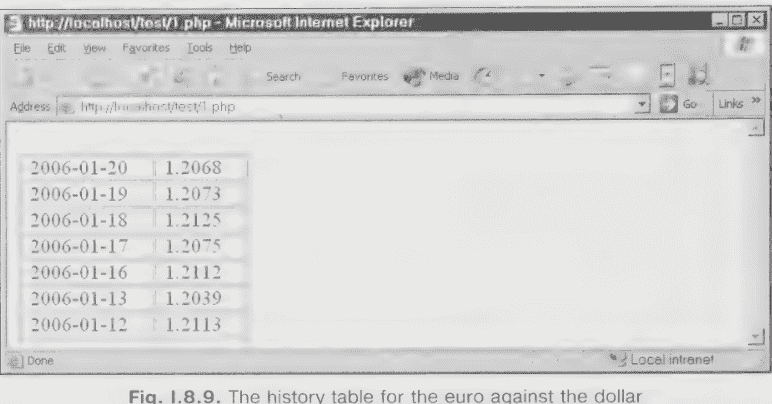 http://localhost/test/1.php - Microsoft Internet Explorer
File Edit View Favorites Tools Help
Search Favorites Media
Address http://localhost/test/1.php Go Links »
2006-01-20 1.2068
2006-01-19 1.2073
2006-01-18 1.2125
2006-01-17 1.2075
2006-01-16 1.2112
2006-01-13 1.2039
2006-01-12 1.2113
Done Local intranet
Fig. I.8.9. The history table for the euro against the dollar